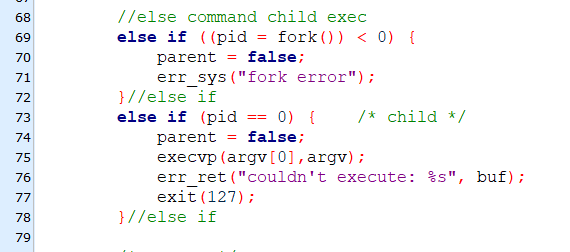 68 //else command child exec
69 else if ((pid = fork()) < 0) {
70 parent = false;
71 err_sys("fork error");
72 }//else if
73 else if (pid == 0) { /* child */
74 parent = false;
75 execvp(argv[0],argv);
76 err_ret("couldn't execute: %s", buf);
77 exit(127);
78 }//else if
79